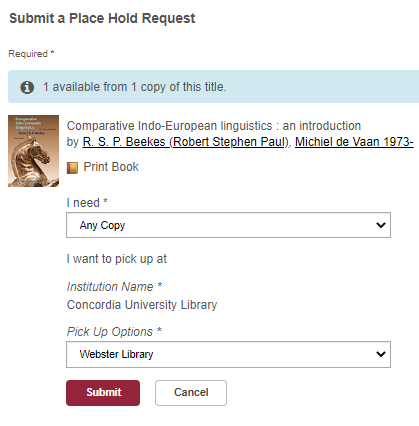 Submit a Place Hold Request
Required *
1 available from 1 copy of this title.
Comparative Indo-European linguistics : an introduction
by R. S. P. Beekes (Robert Stephen Paul), Michiel de Vaan 1973-
Comparative
Indo-European
Linguistics
Print Book
I need *
Any Copy
I want to pick up at
Institution Name *
Concordia University Library
Pick Up Options *
Webster Library
Submit Cancel